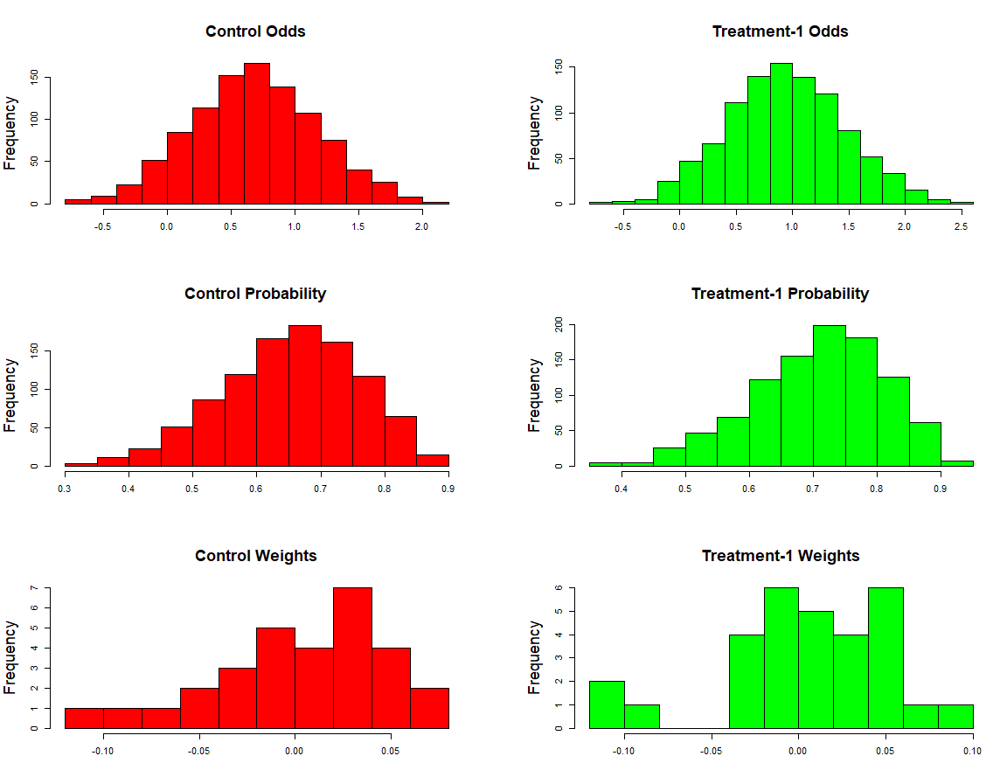 Control Odds
Frequency
0 50 100 150
-0.5 0.0 0.5 1.0 1.5 2.0
Treatment-1 Odds
Frequency
0 50 100 150
-0.5 0.0 0.5 1.0 1.5 2.0 2.5
Control Probability
Frequency
0 50 100 150
0.3 0.4 0.5 0.6 0.7 0.8 0.9
Treatment-1 Probability
Frequency
0 50 100 150 200
0.4 0.5 0.6 0.7 0.8 0.9
Control Weights
Frequency
0 1 2 3 4 5 6 7
-0.10 -0.05 0.00 0.05
Treatment-1 Weights
Frequency
0 1 2 3 4 5 6
-0.10 -0.05 0.00 0.05 0.10